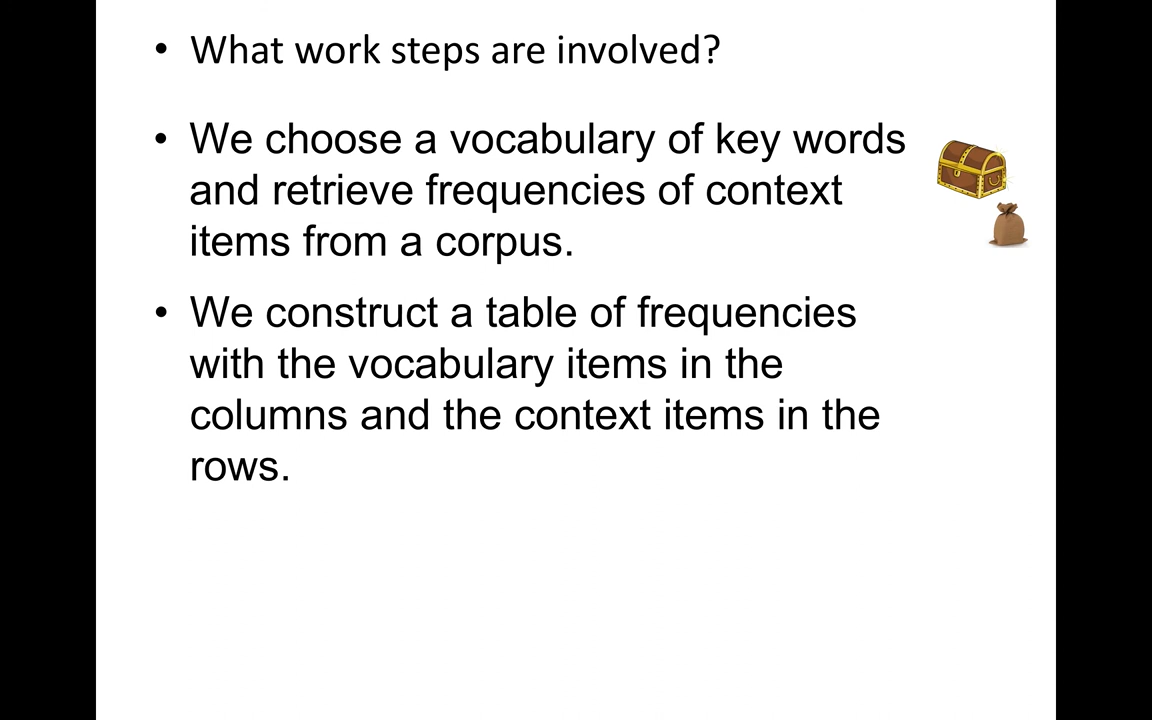 • What work steps are involved?
• We choose a vocabulary of key words
and retrieve frequencies of context
items from a corpus.
• We construct a table of frequencies
with the vocabulary items in the
columns and the context items in the
rows.